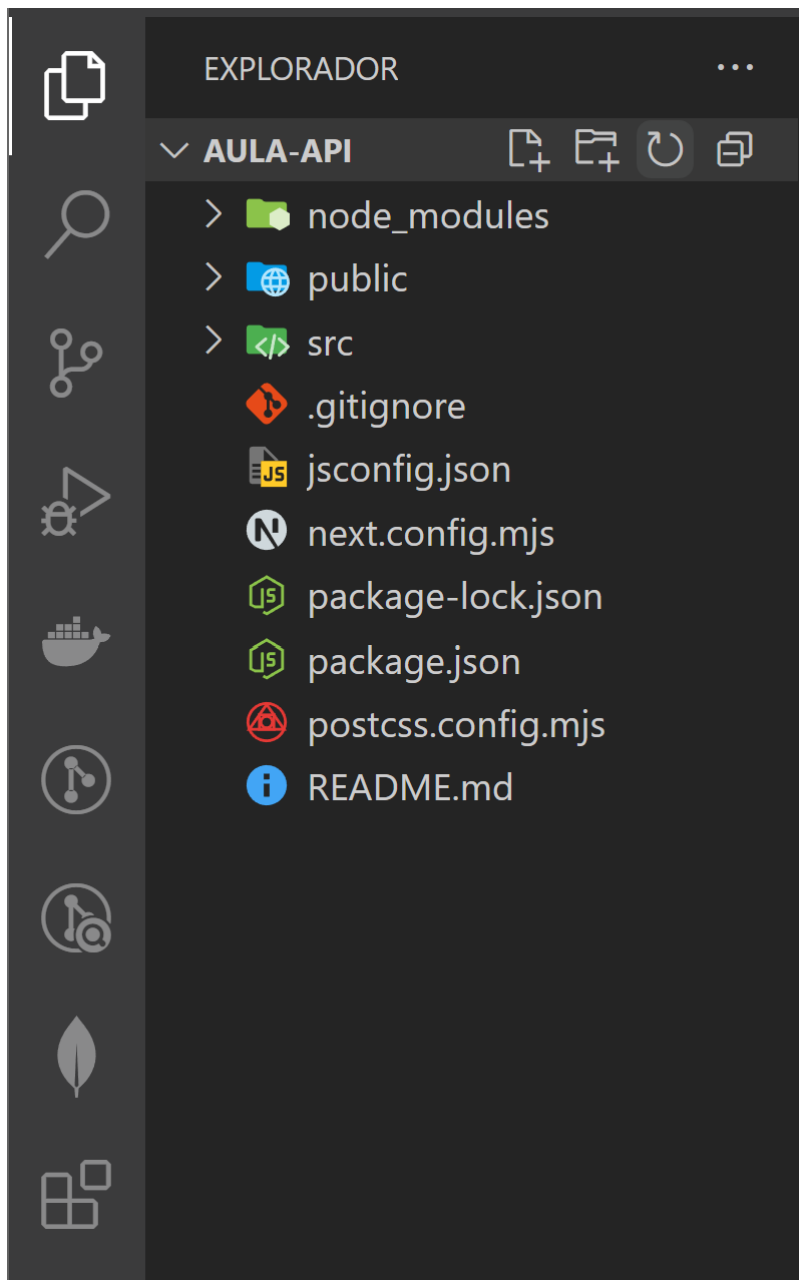 EXPLORADOR
AULA-API
node_modules
public
src
.gitignore
jsconfig.json
next.config.mjs
package-lock.json
package.json
postcss.config.mjs
README.md